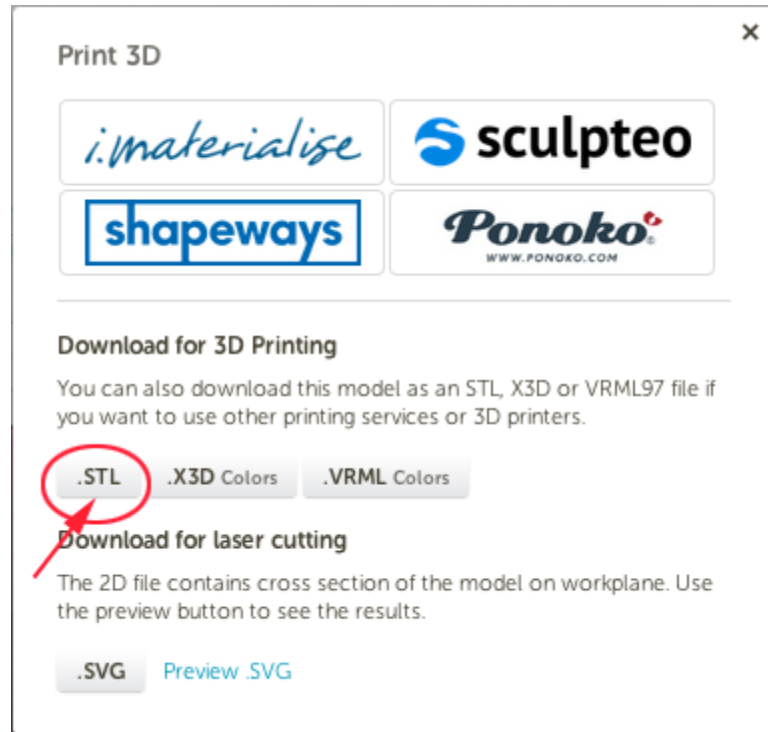 ×
Print 3D
i.materialise
sculpteo
shapeways
Ponoko®
WWW.PONOKO.COM
Download for 3D Printing
You can also download this model as an STL, X3D or VRML97 file if
you want to use other printing services or 3D printers.
.STL .X3D Colors .VRML Colors
Download for laser cutting
The 2D file contains cross section of the model on workplane. Use
the preview button to see the results.
.SVG Preview .SVG